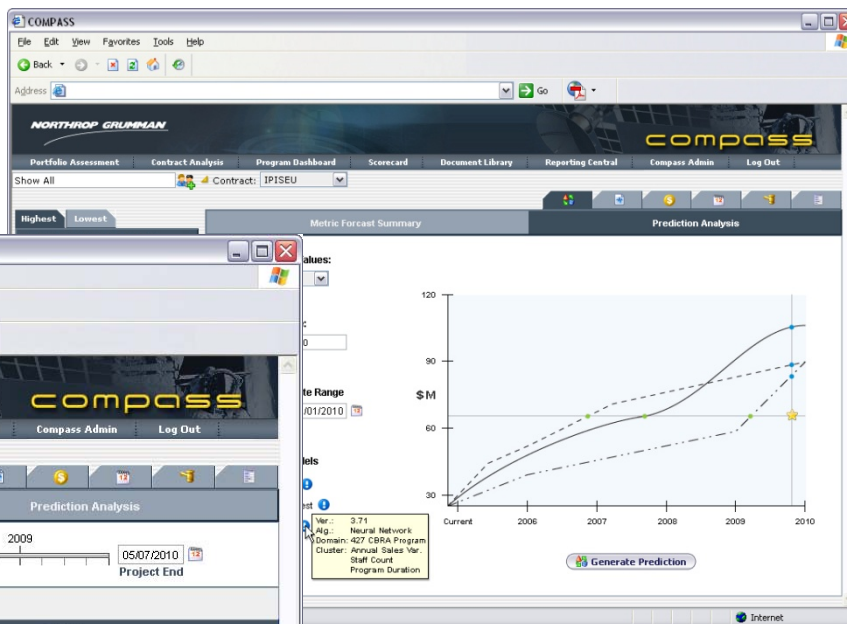 COMPASS
File Edit View Favorites Tools Help
Back
Address Go
NORTHROP GRUMMAN
compass
Portfolio Assessment Contract Analysis Program Dashboard Scorecard Document Library Reporting Central Compass Admin Log Out
Show All Contract: IPISEU
Highest Lowest
Metric Forcast Summary Prediction Analysis
alues:
120
90
$M
60
30
Current 2006 2007 2008 2009 2010
:
0
te Range
/01/2010
lels
est
Ver.: 3.71
Alg.: Neural Network
Domain: 427 CBRA Program
Cluster: Annual Sales Var.
Staff Count
Program Duration
Generate Prediction
Internet
compass
Compass Admin Log Out
Prediction Analysis
2009
05/07/2010
Project End